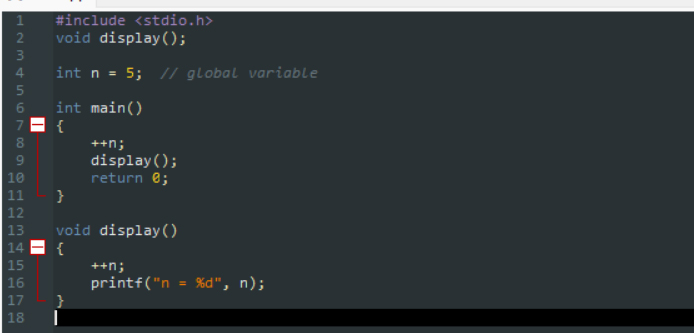 1 #include <stdio.h>
2 void display();
3
4 int n = 5;  // global variable
5
6 int main()
7 {
8     ++n;
9     display();
10     return 0;
11 }
12
13 void display()
14 {
15     ++n;
16     printf("n = %d", n);
17 }
18